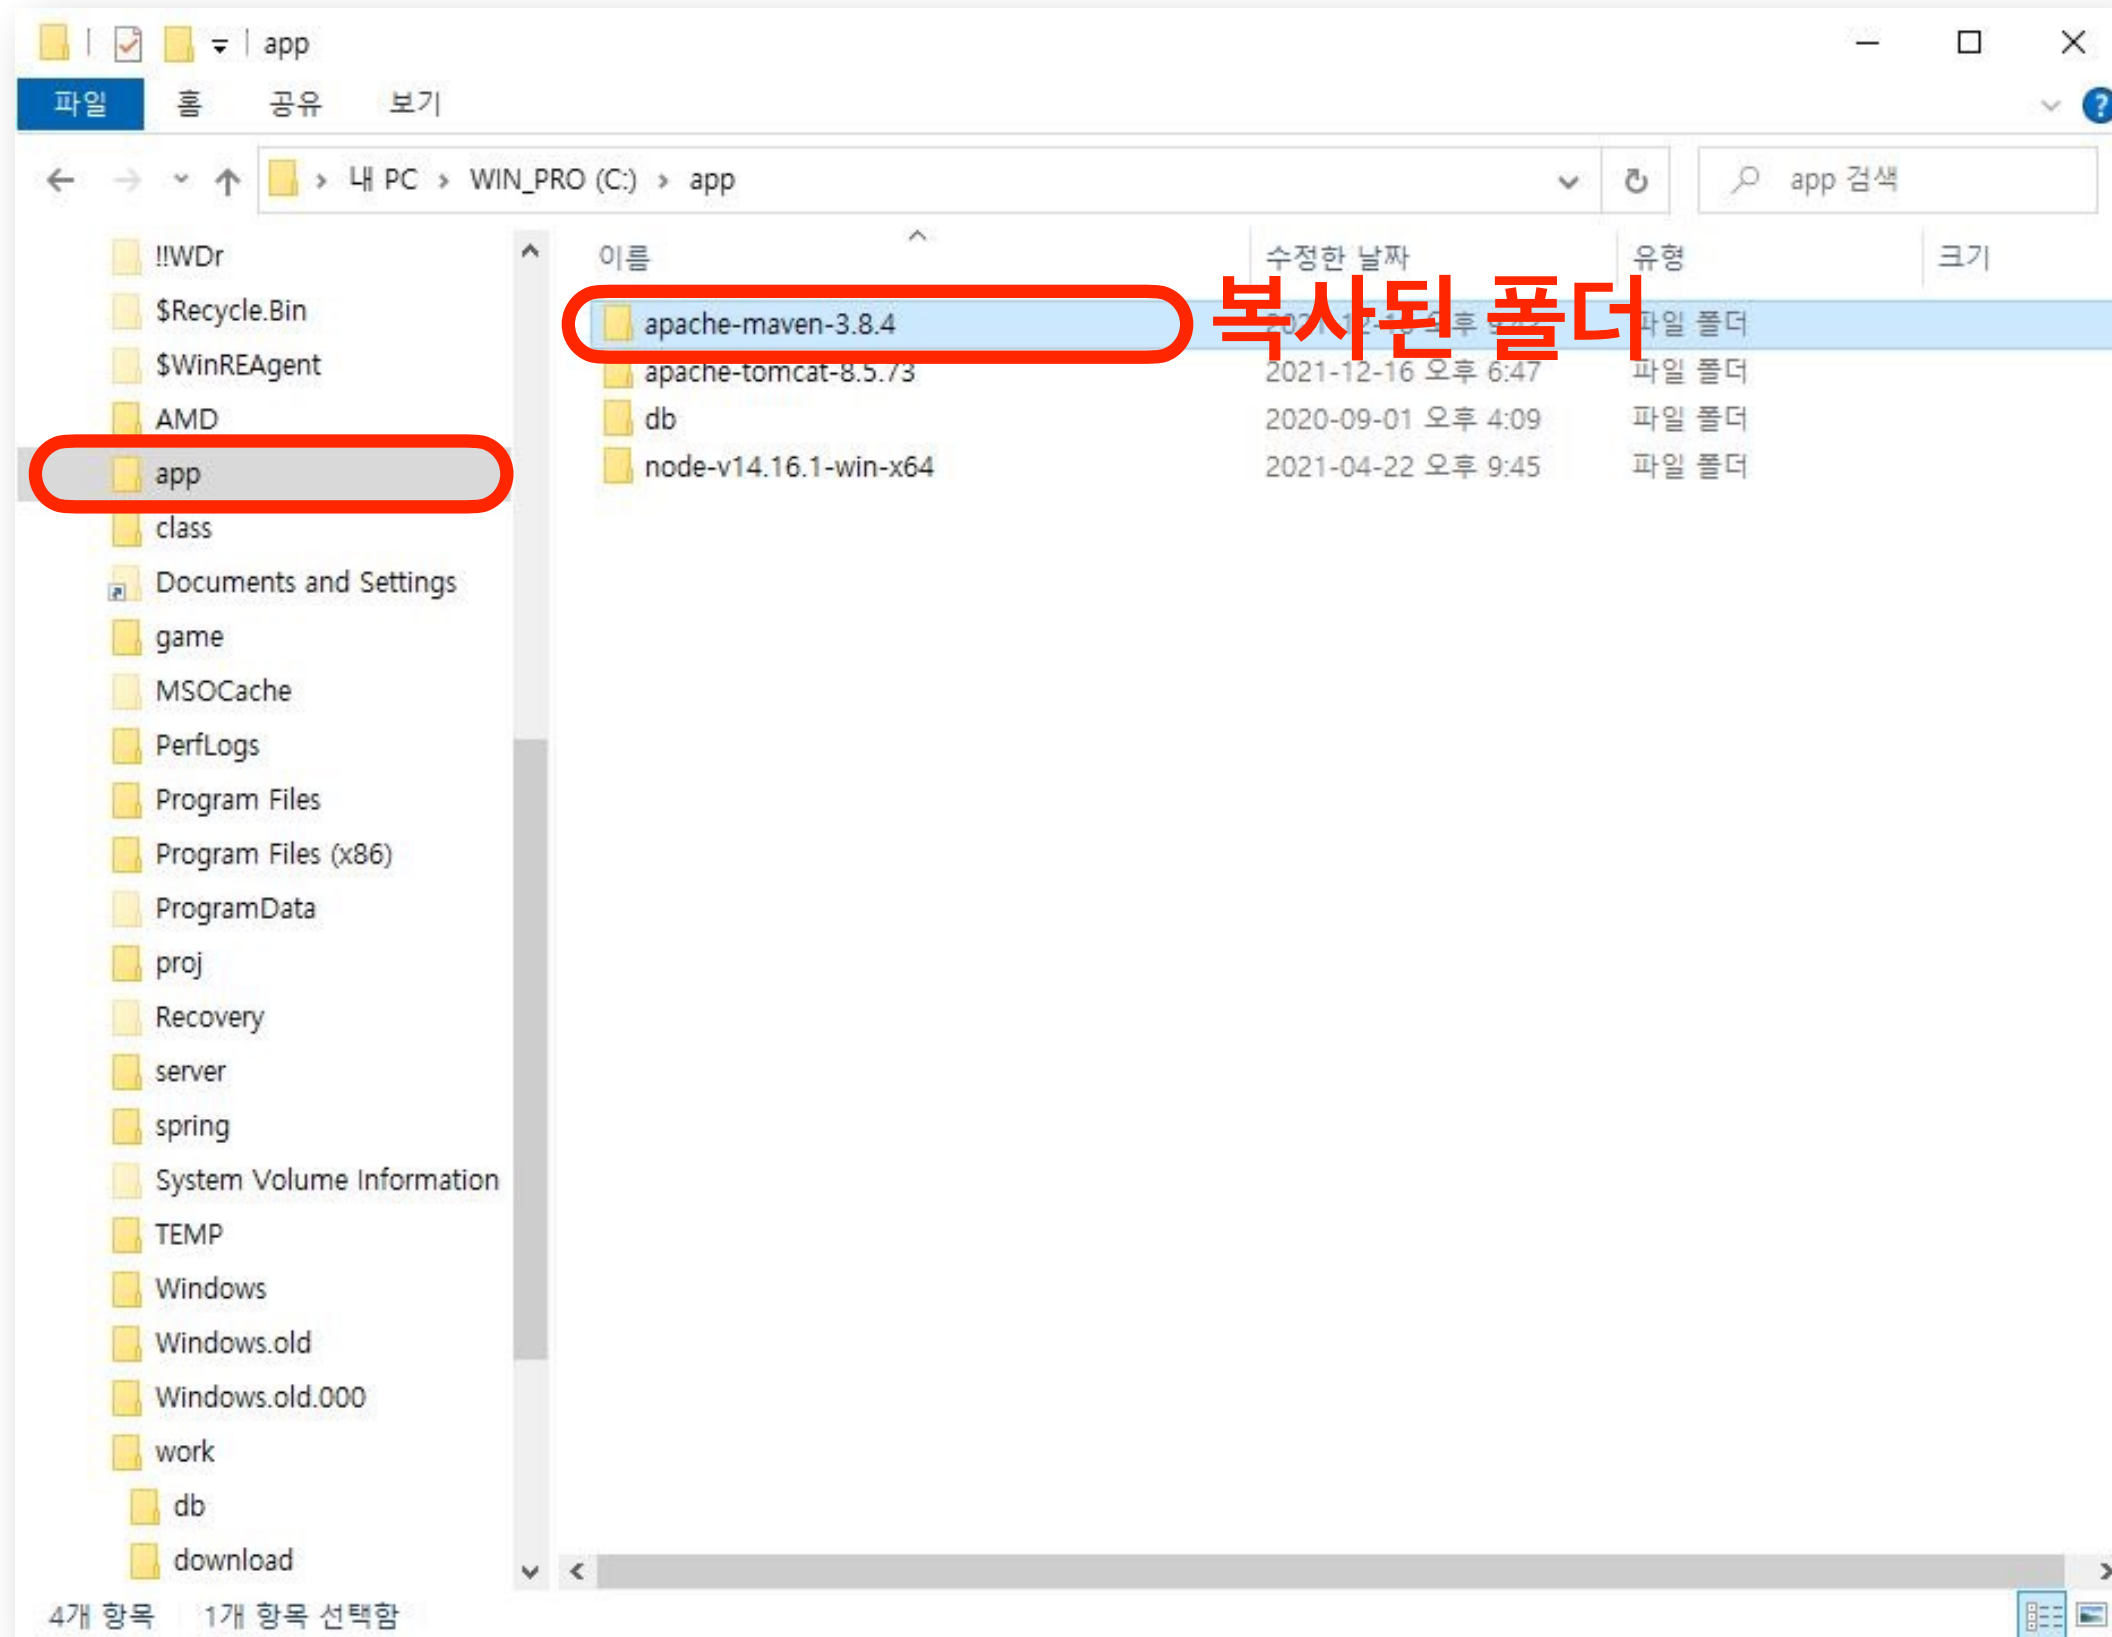 app
파일 홈 공유 보기
내 PC › WIN_PRO (C:) › app
app 검색
!!WDr
$Recycle.Bin
$WinREAgent
AMD
app
class
Documents and Settings
game
MSOCache
PerfLogs
Program Files
Program Files (x86)
ProgramData
proj
Recovery
server
spring
System Volume Information
TEMP
Windows
Windows.old
Windows.old.000
work
db
download
이름 수정한 날짜 유형 크기
복사된 폴더
apache-maven-3.8.4 파일 폴더
apache-tomcat-8.5.73 2021-12-16 오후 6:47 파일 폴더
db 2020-09-01 오후 4:09 파일 폴더
node-v14.16.1-win-x64 2021-04-22 오후 9:45 파일 폴더
4개 항목 1개 항목 선택함